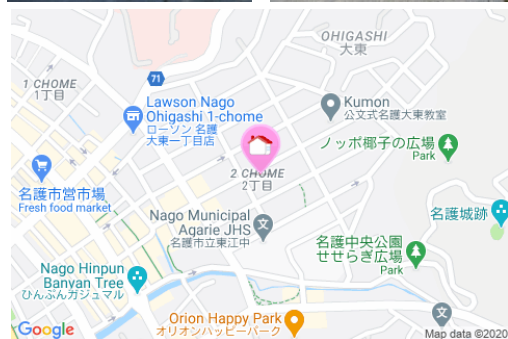 OHIGASHI
大東
71
1 CHOME
1丁目
Lawson Nago
Ohigashi 1-chome
ローソン 名護
大東一丁目店
Kumon
公文式名護大東教室
ノッポ椰子の広場
Park
2 CHOME
2丁目
名護市営市場
Fresh food market
Nago Municipal
Agarie JHS
名護市立東江中
文
名護城跡
名護中央公園
せせらぎ広場
Park
Nago Hinpun
Banyan Tree
ひんぷんガジュマル
Orion Happy Park
オリオンハッピーパーク
文
Google
Map data ©2020